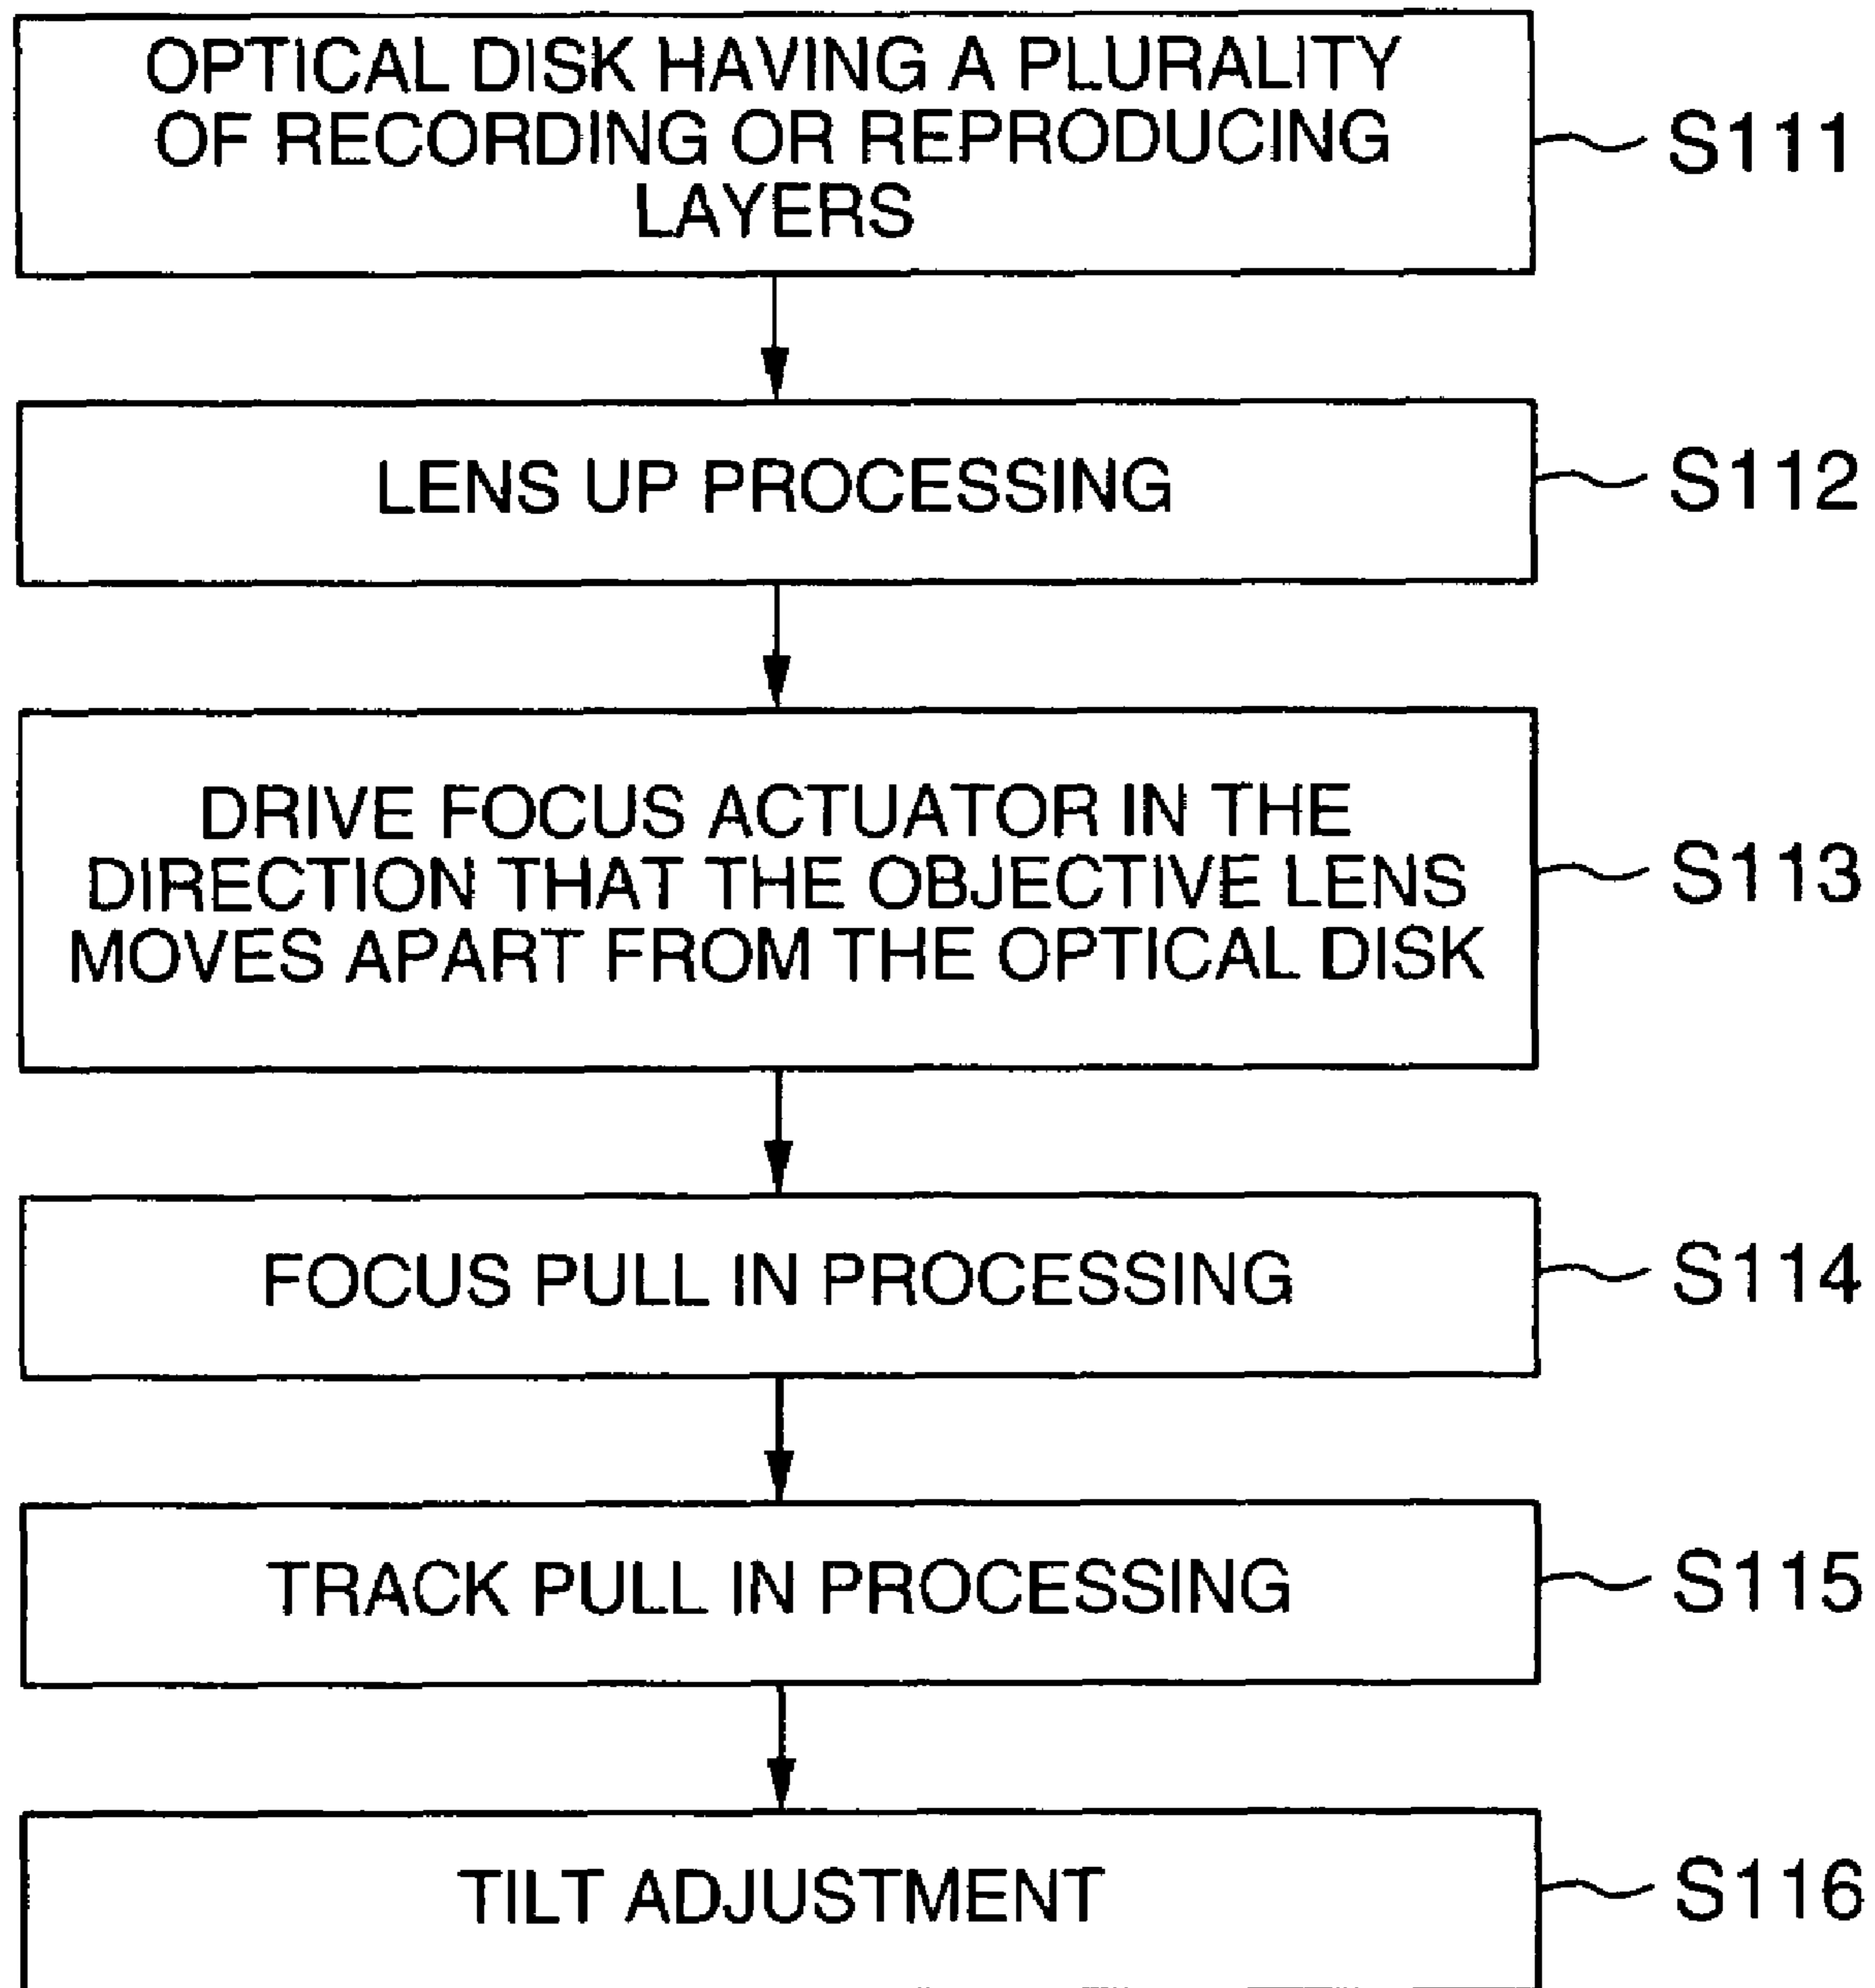 OPTICAL DISK HAVING A PLURALITY
OF RECORDING OR REPRODUCING
LAYERS
S111
LENS UP PROCESSING
S112
DRIVE FOCUS ACTUATOR IN THE
DIRECTION THAT THE OBJECTIVE LENS
MOVES APART FROM THE OPTICAL DISK
S113
FOCUS PULL IN PROCESSING
S114
TRACK PULL IN PROCESSING
S115
TILT ADJUSTMENT
S116